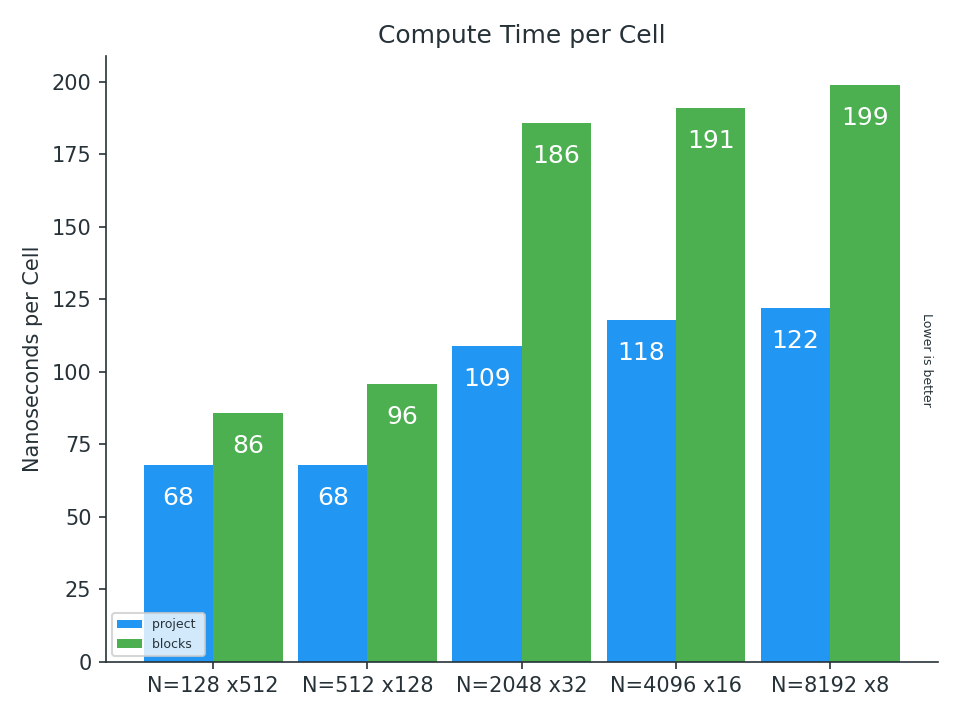 Compute Time per Cell
Nanoseconds per Cell
200
175
150
125
100
75
50
25
0
68
86
68
96
109
186
118
191
122
199
Lower is better
project
blocks
N=128 x512
N=512 x128
N=2048 x32
N=4096 x16
N=8192 x8